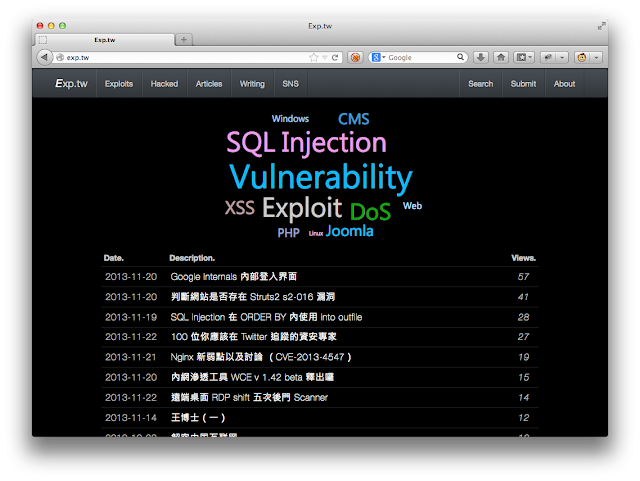 Exp.tw
Exp.tw
exp.tw
Google
Exp.tw Exploits Hacked Articles Writing SNS Search Submit About
Windows CMS
SQL Injection
Vulnerability
XSS Exploit DoS Web
PHP Linux Joomla
Date. Description. Views.
2013-11-20 Google Internals 內部登入界面 57
2013-11-20 判斷網站是否存在 Struts2 s2-016 漏洞 41
2013-11-19 SQL Injection 在 ORDER BY 內使用 into outfile 28
2013-11-22 100 位你應該在 Twitter 追蹤的資安專家 27
2013-11-21 Nginx 新弱點以及討論 （CVE-2013-4547） 19
2013-11-20 內網滲透工具 WCE v 1.42 beta 釋出囉 15
2013-11-22 遠端桌面 RDP shift 五次後門 Scanner 14
2013-11-14 王博士 (一) 12